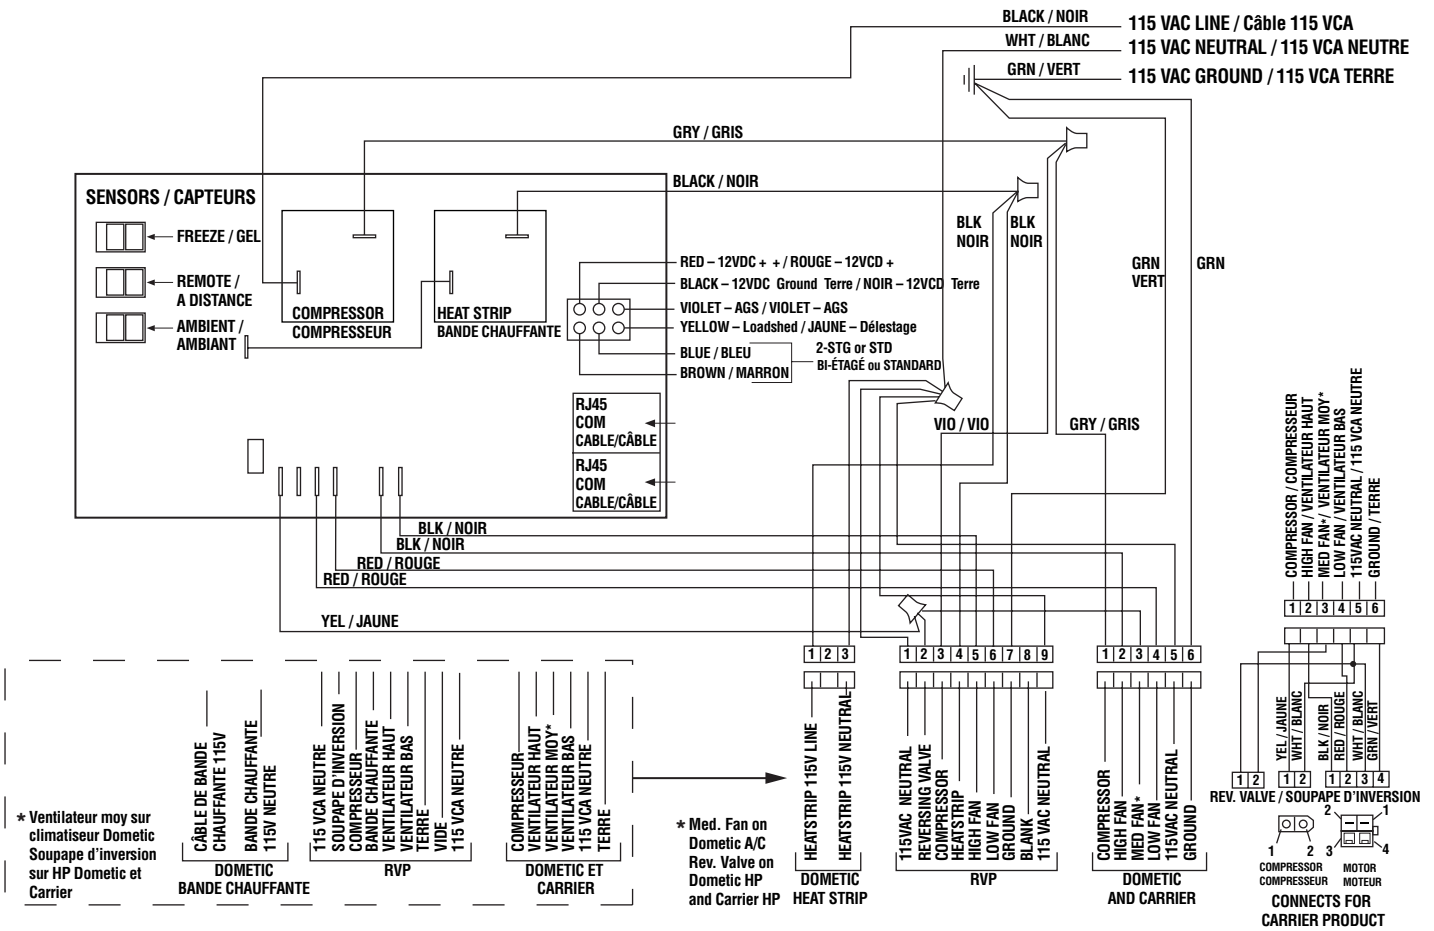 BLACK / NOIR
115 VAC LINE / Câble 115 VCA
WHT / BLANC
115 VAC NEUTRAL / 115 VCA NEUTRE
GRN / VERT
115 VAC GROUND / 115 VCA TERRE
GRY / GRIS
BLACK / NOIR
SENSORS / CAPTEURS
FREEZE / GEL
REMOTE /
A DISTANCE
AMBIENT /
AMBIANT
COMPRESSOR
COMPRESSEUR
HEAT STRIP
BANDE CHAUFFANTE
BLK
NOIR
BLK
NOIR
GRN
VERT
GRN
RED – 12VDC + + / ROUGE – 12VCD +
BLACK – 12VDC Ground Terre / NOIR – 12VCD Terre
VIOLET – AGS / VIOLET – AGS
YELLOW – Loadshed / JAUNE – Délestage
BLUE / BLEU
BROWN / MARRON
2-STG or STD
BI-ÉTAGÉ ou STANDARD
RJ45
COM
CABLE/CÂBLE
RJ45
COM
CABLE/CÂBLE
VIO / VIO
GRY / GRIS
BLK / NOIR
BLK / NOIR
RED / ROUGE
RED / ROUGE
YEL / JAUNE
COMPRESSOR / COMPRESSEUR
HIGH FAN / VENTILATEUR HAUT
MED FAN* / VENTILATEUR MOY*
LOW FAN / VENTILATEUR BAS
115VAC NEUTRAL / 115 VCA NEUTRE
GROUND / TERRE
1 2 3 4 5 6
1 2 3
1 2 3 4 5 6 7 8 9
1 2 3 4 5 6
* Ventilateur moy sur
climatiseur Dometic
Soupape d'inversion
sur HP Dometic et
Carrier
CÂBLE DE BANDE
CHAUFFANTE 115V
BANDE CHAUFFANTE
115V NEUTRE
DOMETIC
BANDE CHAUFFANTE
115 VCA NEUTRE
SOUPAPE D'INVERSION
COMPRESSEUR
BANDE CHAUFFANTE
VENTILATEUR HAUT
VENTILATEUR BAS
TERRE
VIDE
115 VCA NEUTRE
RVP
COMPRESSEUR
VENTILATEUR HAUT
VENTILATEUR MOY*
VENTILATEUR BAS
115 VCA NEUTRE
TERRE
DOMETIC ET
CARRIER
* Med. Fan on
Dometic A/C
Rev. Valve on
Dometic HP
and Carrier HP
HEATSTRIP 115V LINE
HEATSTRIP 115V NEUTRAL
DOMETIC
HEAT STRIP
115VAC NEUTRAL
REVERSING VALVE
COMPRESSOR
HEATSTRIP
HIGH FAN
LOW FAN
GROUND
BLANK
115 VAC NEUTRAL
RVP
COMPRESSOR
HIGH FAN
MED FAN*
LOW FAN
115VAC NEUTRAL
GROUND
DOMETIC
AND CARRIER
YEL / JAUNE
WHT / BLANC
BLK / NOIR
RED / ROUGE
WHT / BLANC
GRN / VERT
1 2
1 2
1 2 3 4
REV. VALVE / SOUPAPE D'INVERSION
1 2
COMPRESSOR
COMPRESSEUR
2 1
3 4
MOTOR
MOTEUR
CONNECTS FOR
CARRIER PRODUCT